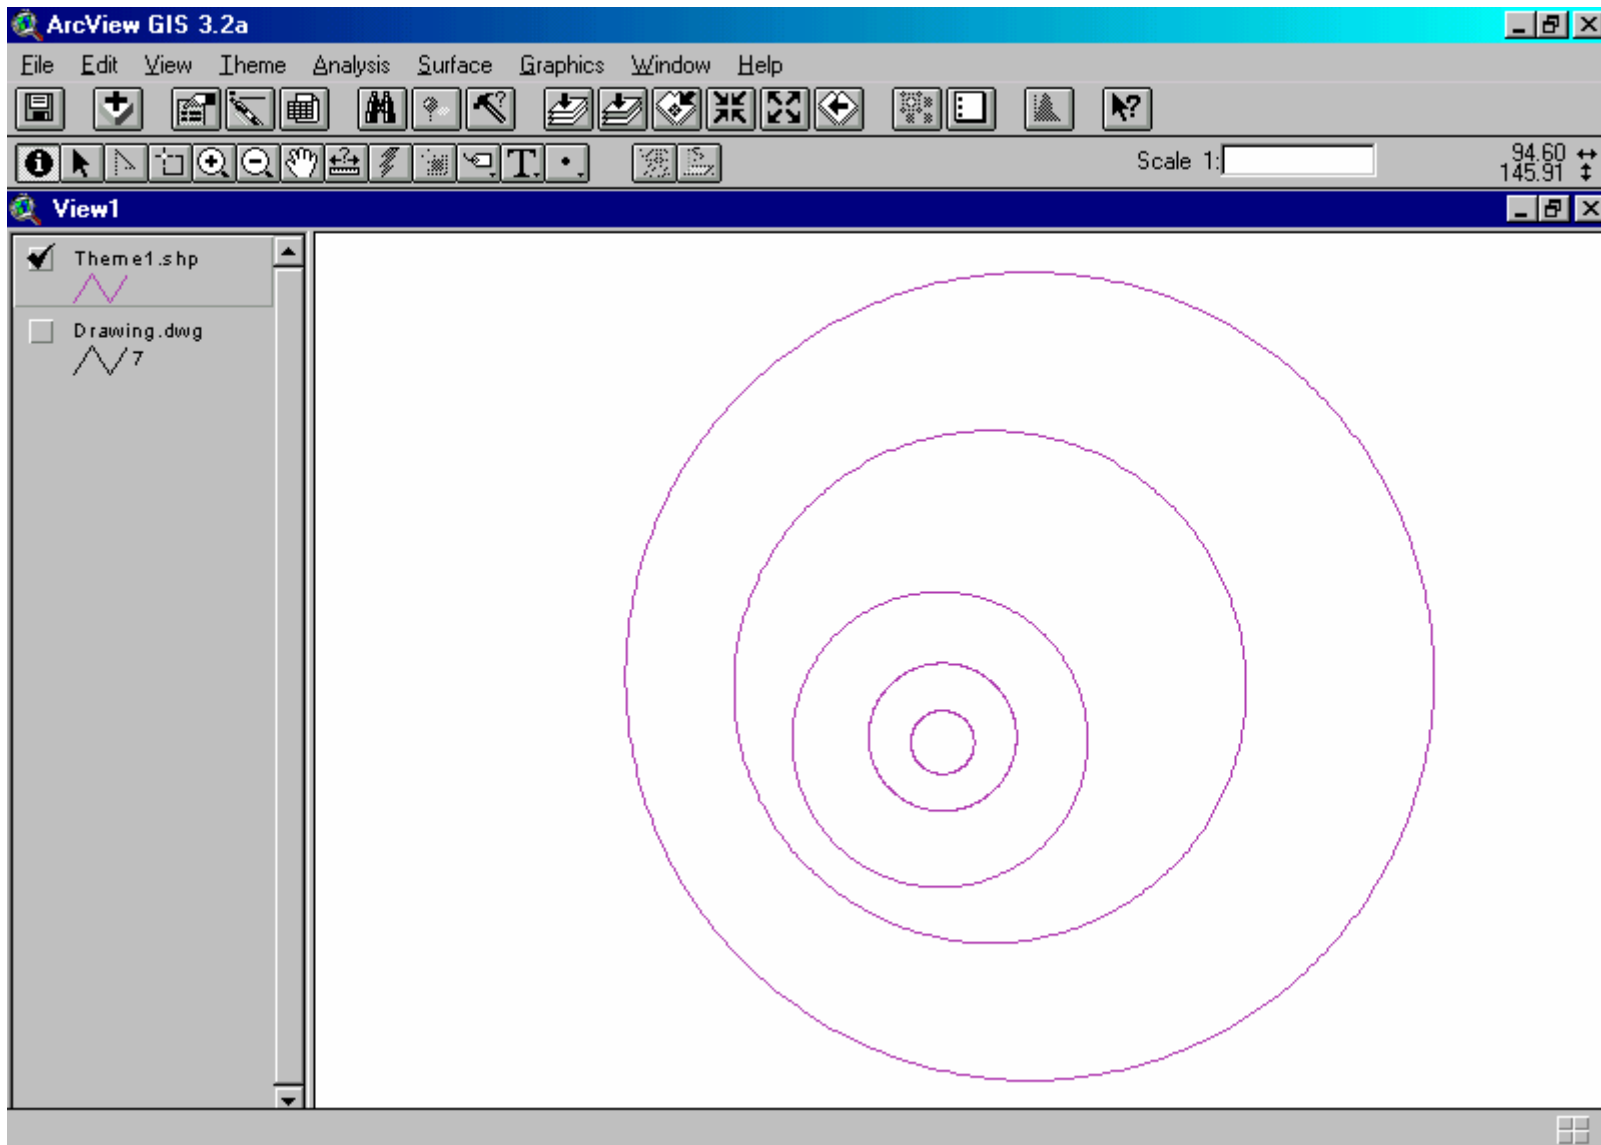 ArcView GIS 3.2a
File Edit View Theme Analysis Surface Graphics Window Help
Scale 1:
94.60
145.91
View1
Theme1.shp
Drawing.dwg
7